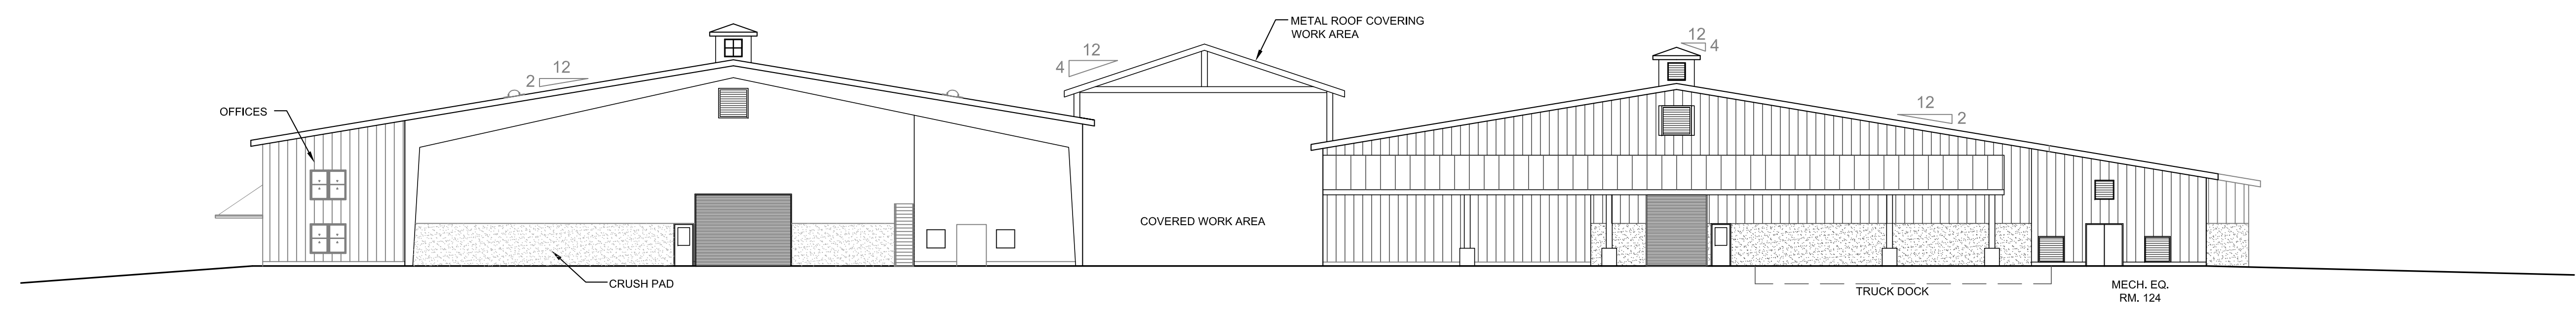 METAL ROOF COVERING
WORK AREA
12
4
12
4
12
2
12
2
OFFICES
COVERED WORK AREA
CRUSH PAD
TRUCK DOCK
MECH. EQ.
RM. 124